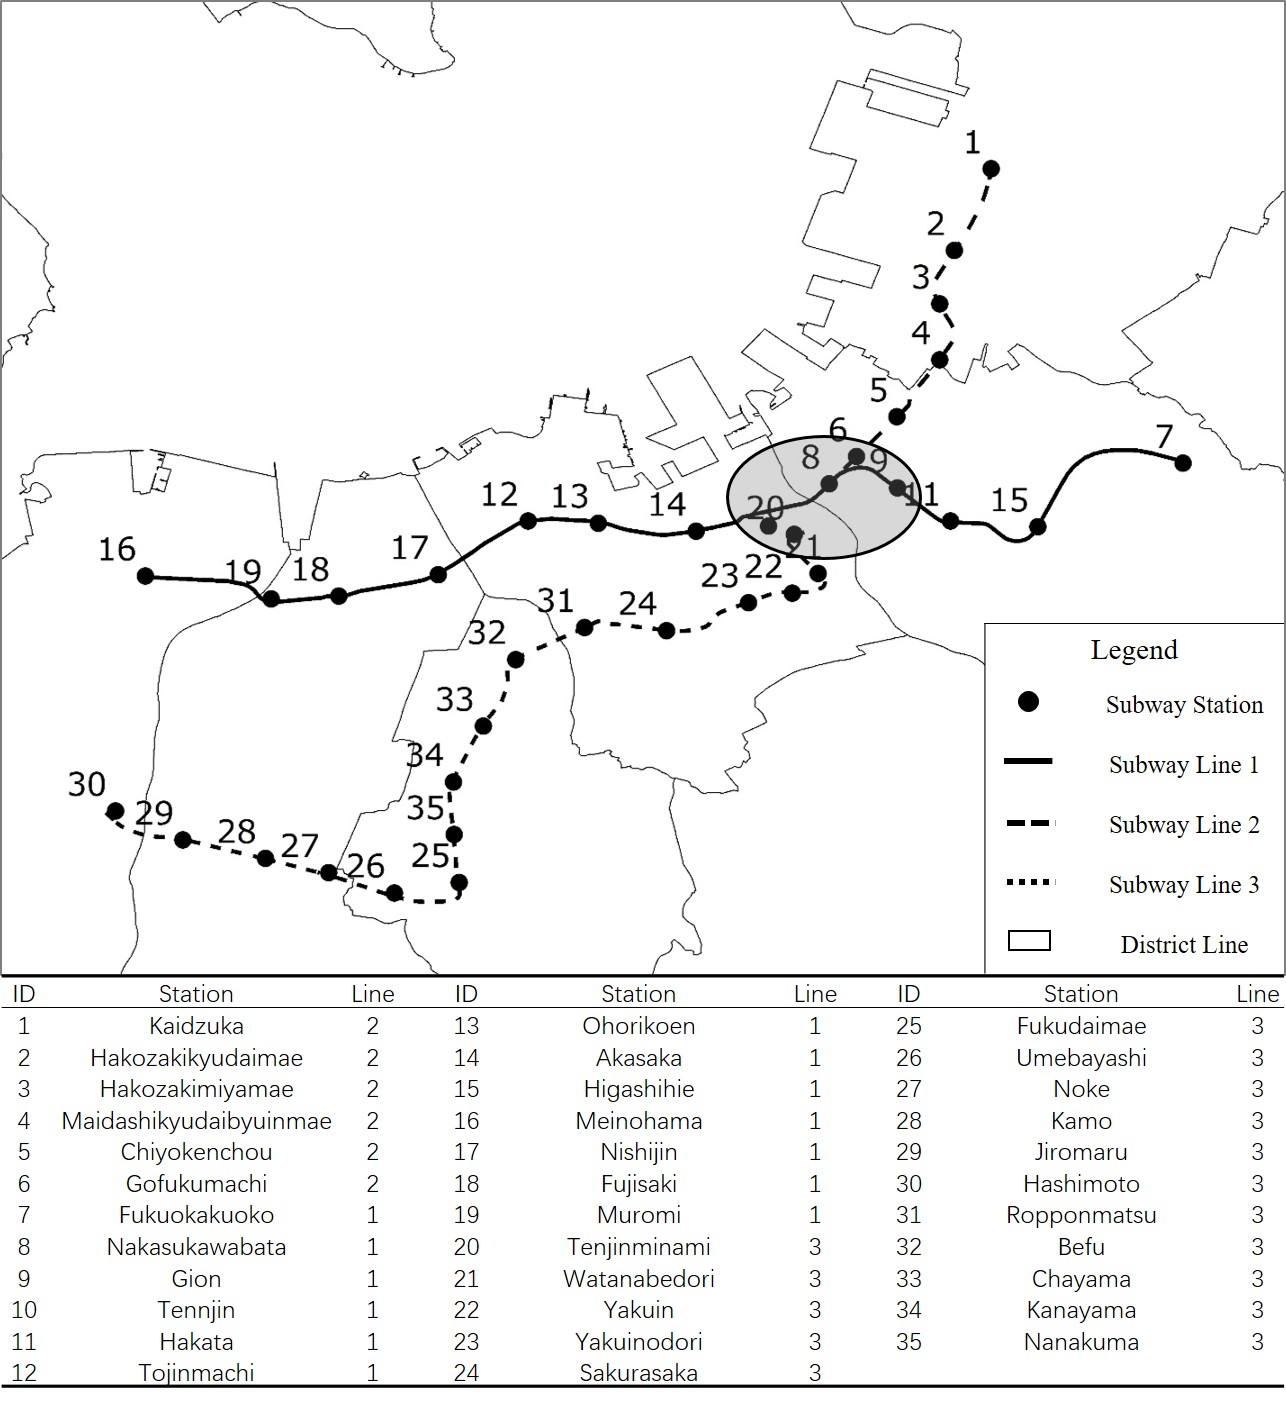 1
2
3
4
5
6
7
8
9
11
12
13
14
15
16
17
18
19
20
21
22
23
24
31
32
33
34
35
25
30
29
28
27
26
Legend
Subway Station
Subway Line 1
Subway Line 2
Subway Line 3
District Line
ID Station Line ID Station Line ID Station Line
1 Kaidzuka 2 13 Ohorikoen 1 25 Fukudaimae 3
2 Hakozakikyudaimae 2 14 Akasaka 1 26 Umebayashi 3
3 Hakozakimiyamae 2 15 Higashihie 1 27 Noke 3
4 Maidashikyudaibyuinmae 2 16 Meinohama 1 28 Kamo 3
5 Chiyokenchou 2 17 Nishijin 1 29 Jiromaru 3
6 Gofukumachi 2 18 Fujisaki 1 30 Hashimoto 3
7 Fukuokakuoko 1 19 Muromi 1 31 Ropponmatsu 3
8 Nakasukawabata 1 20 Tenjinminami 3 32 Befu 3
9 Gion 1 21 Watanabedori 3 33 Chayama 3
10 Tennjin 1 22 Yakuin 3 34 Kanayama 3
11 Hakata 1 23 Yakuinodori 3 35 Nanakuma 3
12 Tojinmachi 1 24 Sakurasaka 3